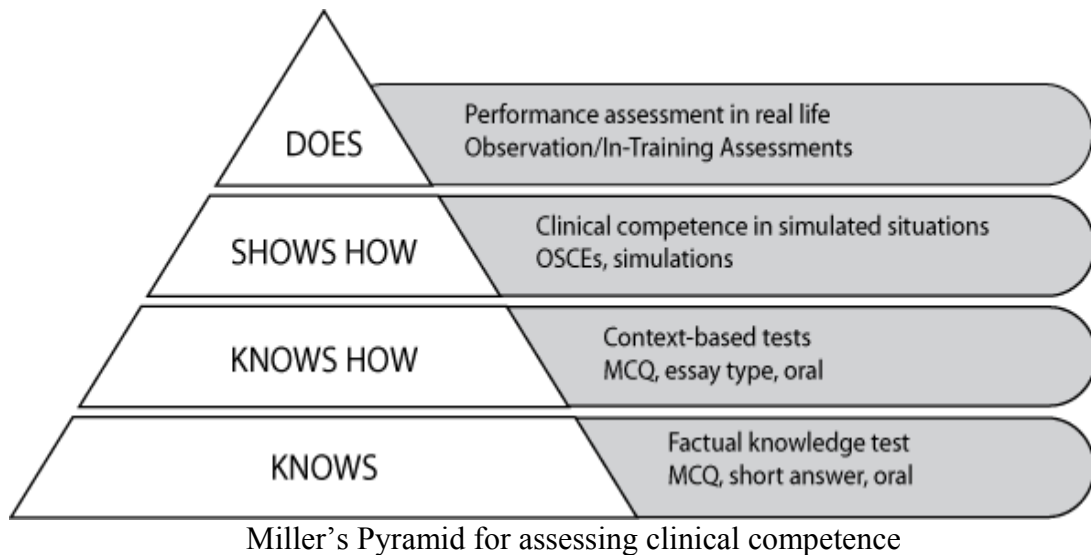 DOES
Performance assessment in real life
Observation/In-Training Assessments
SHOWS HOW
Clinical competence in simulated situations
OSCEs, simulations
KNOWS HOW
Context-based tests
MCQ, essay type, oral
KNOWS
Factual knowledge test
MCQ, short answer, oral
Miller’s Pyramid for assessing clinical competence